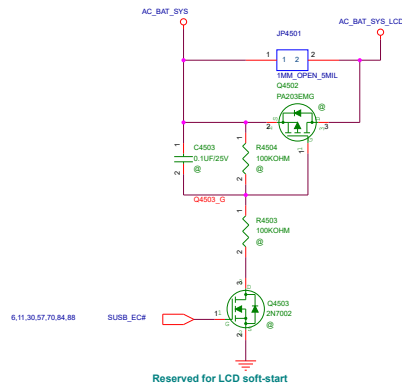 AC_BAT_SYS
AC_BAT_SYS_LCD
JP4501
1 1 2 2
1MM_OPEN_5MIL
Q4502
PA203EMG
@
2 S D 3
G
1
1
C4503
0.1UF/25V
@
2
1
R4504
100KOHM
@
2
Q4503_G
1
R4503
100KOHM
@
2
3
D
Q4503
2N7002
@
6,11,30,57,70,84,88 SUSB_EC# 1
G
S
2
Reserved for LCD soft-start